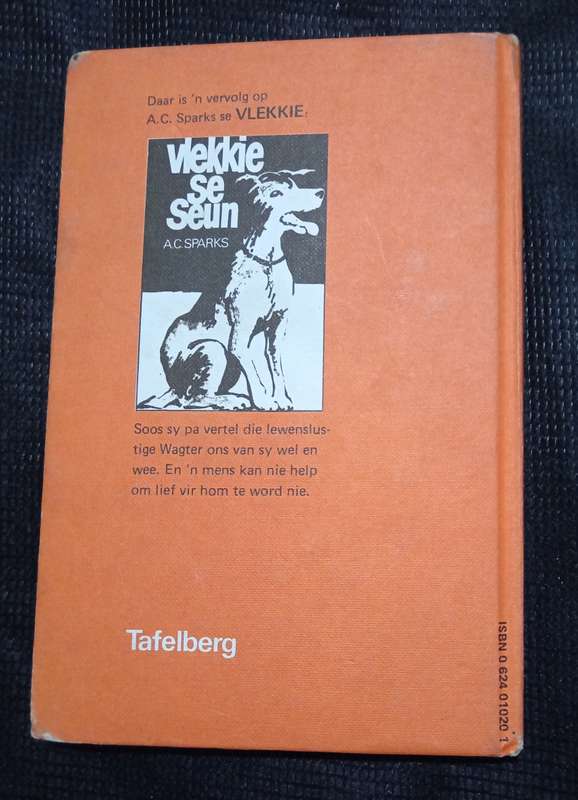 Daar is 'n vervolg op
A.C. Sparks se VLEKKIE:
vlekkie
se
seun
A.C SPARKS
Soos sy pa vertel die lewenslus-
tige Wagter ons van sy wel en
wee. En 'n mens kan nie help
om lief vir hom te word nie.
Tafelberg
ISBN 0 624 01020 1